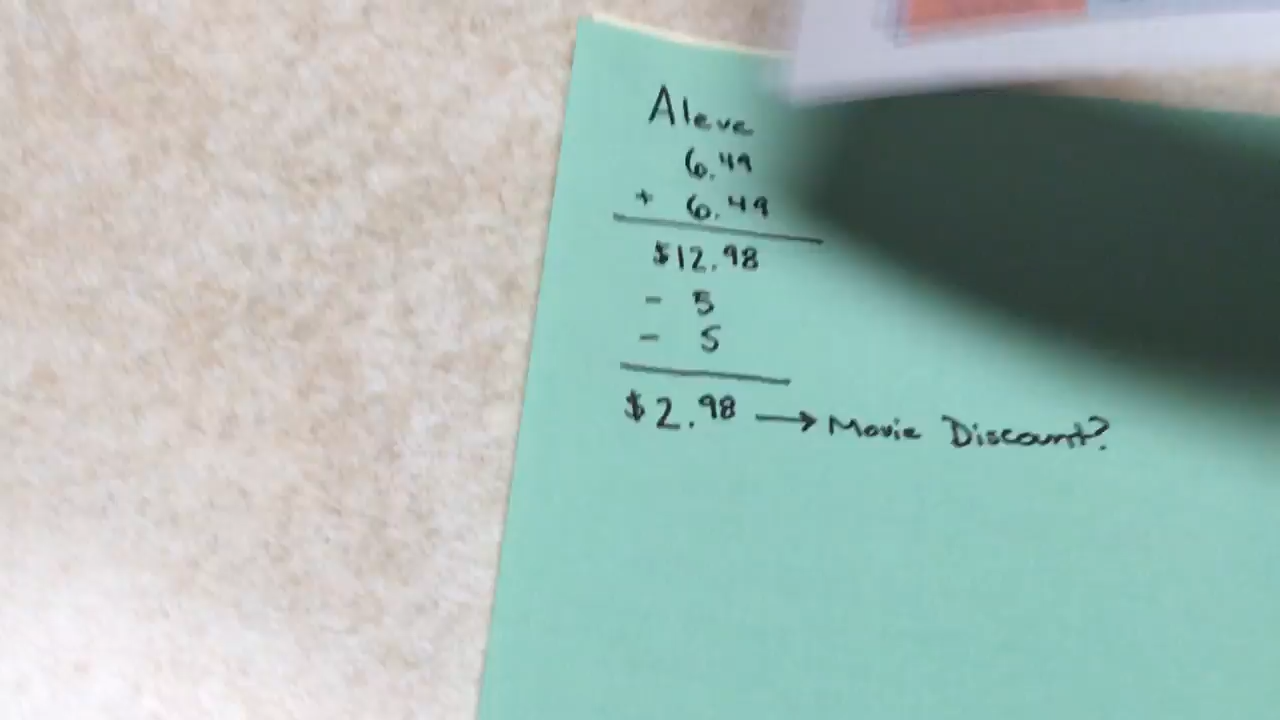 Aleve
6.49
+ 6.49
$12.98
- 5
- 5
$2.98 → Movie Discount?